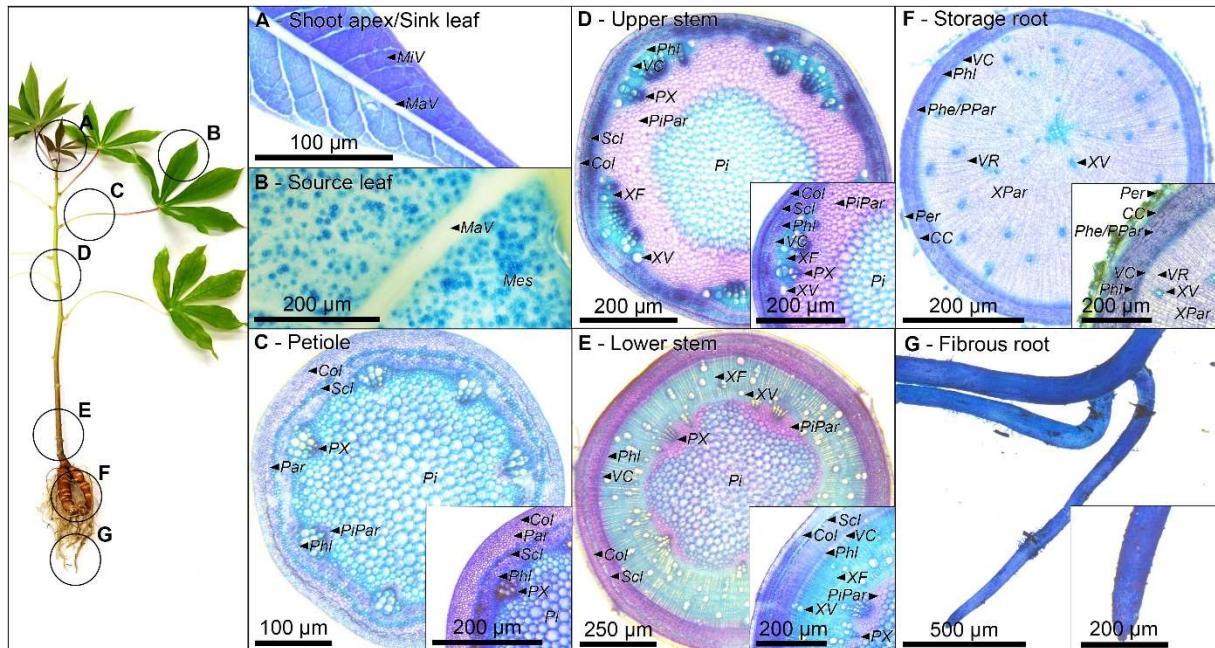 A
B
C
D
E
F
G
A - Shoot apex/Sink leaf
MiV
MaV
100 µm
B - Source leaf
MaV
Mes
200 µm
C - Petiole
Col
Scl
PX
Par
Pi
PiPar
Phl
100 µm
Col
Par
Scl
Phl
PX
Pi
200 µm
D - Upper stem
Phl
VC
PX
PiPar
Scl
Col
Pi
XF
XV
200 µm
Col
PiPar
Scl
Phl
VC
XF
PX
XV
Pi
200 µm
E - Lower stem
XF
XV
PiPar
PX
Phl
VC
Pi
Col
Scl
250 µm
Scl
Col
VC
Phl
XF
PiPar
XV
PX
200 µm
F - Storage root
VC
Phl
Phe/PPar
VR
XV
XPar
Per
CC
200 µm
Per
CC
Phe/PPar
VC
VR
Phl
XV
XPar
200 µm
G - Fibrous root
500 µm
200 µm